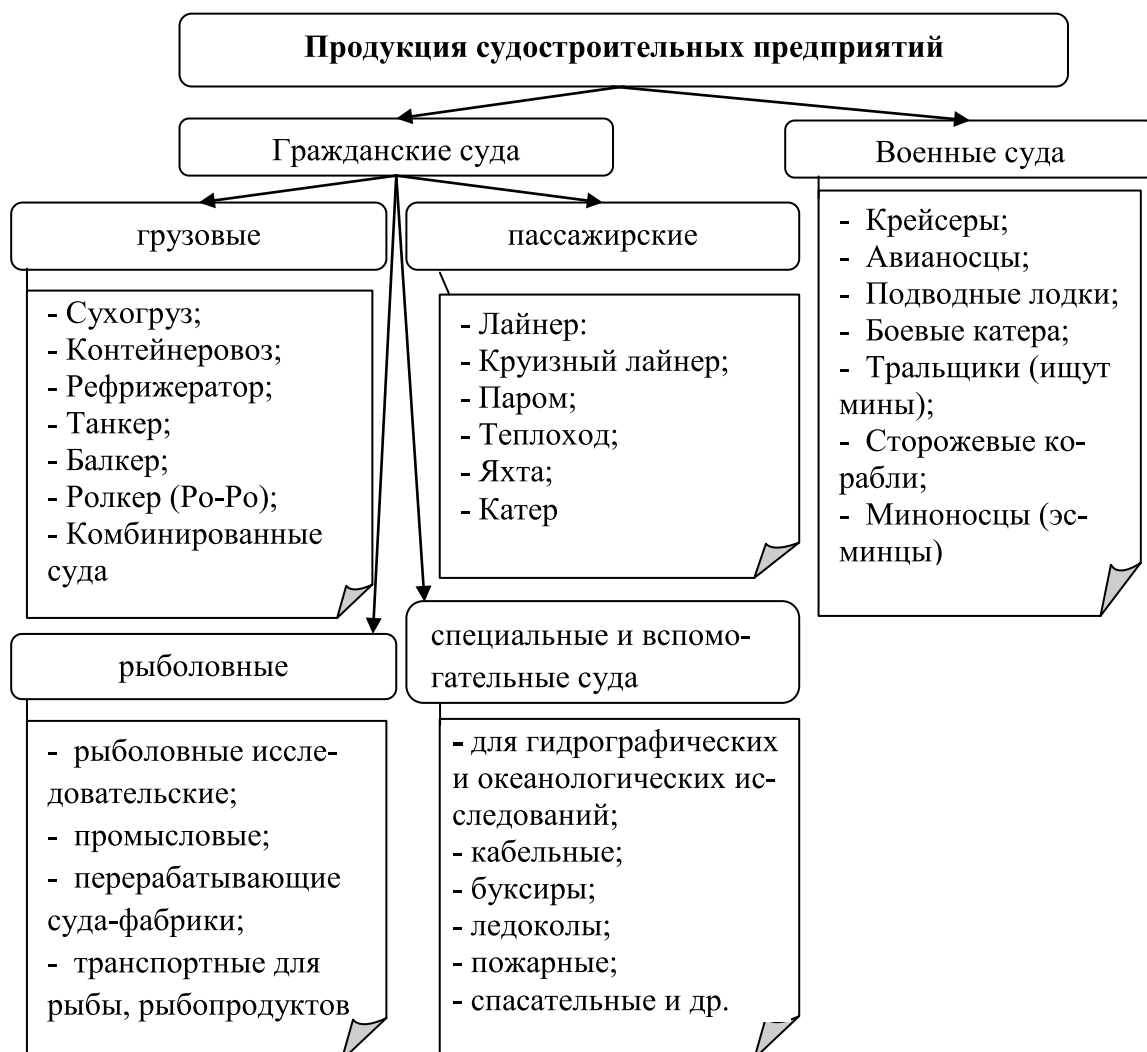 Продукция судостроительных предприятий
Гражданские суда
Военные суда
грузовые
пассажирские
- Крейсеры;
- Авианосцы;
- Подводные лодки;
- Боевые катера;
- Тральщики (ищут
мины);
- Сторожевые ко-
рабли;
- Миноносцы (эс-
минцы)
- Сухогруз;
- Контейнеровоз;
- Рефрижератор;
- Танкер;
- Балкер;
- Ролкер (Ро-Ро);
- Комбинированные
суда
- Лайнер:
- Круизный лайнер;
- Паром;
- Теплоход;
- Яхта;
- Катер
рыболовные
специальные и вспомо-
гательные суда
- рыболовные иссле-
довательские;
- промысловые;
- перерабатывающие
суда-фабрики;
- транспортные для
рыбы, рыбопродуктов
- для гидрографических
и океанологических ис-
следований;
- кабельные;
- буксиры;
- ледоколы;
- пожарные;
- спасательные и др.